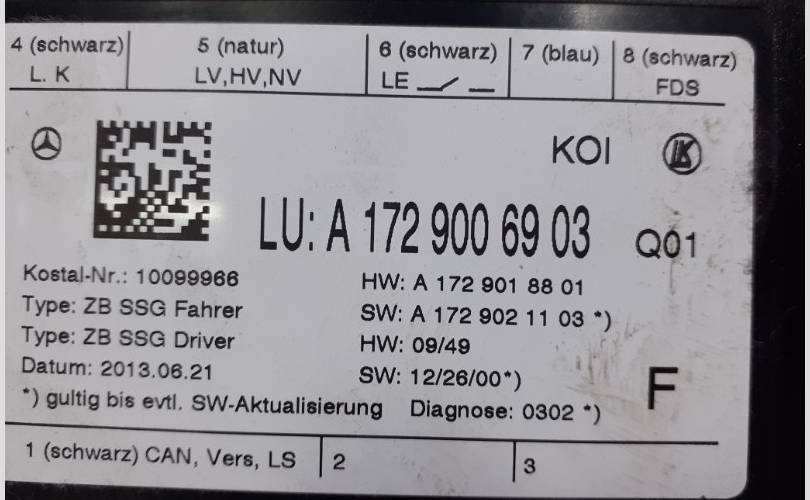 4 (schwarz) 5 (natur) 6 (schwarz) 7 (blau) 8 (schwarz)
L. K LV,HV,NV LE FDS
KOI
LU: A 172 900 69 03 Q01
Kostal-Nr.: 10099966 HW: A 172 901 88 01
Type: ZB SSG Fahrer SW: A 172 902 11 03 *)
Type: ZB SSG Driver HW: 09/49
Datum: 2013.06.21 SW: 12/26/00*) F
*) gultig bis evtl. SW-Aktualisierung Diagnose: 0302 *)
1 (schwarz) CAN, Vers, LS 2 3